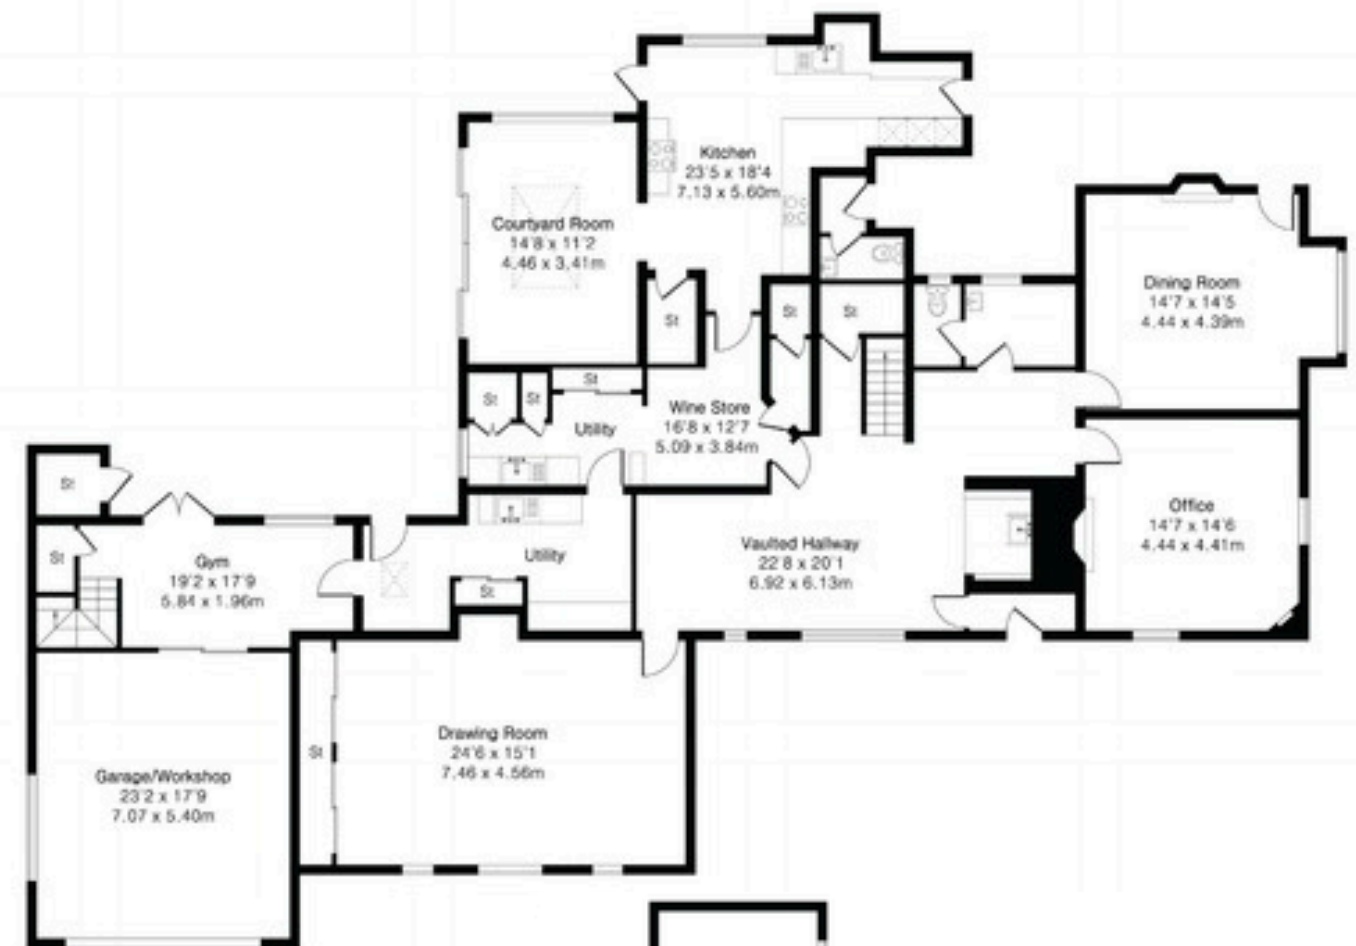 Kitchen
23'5 x 18'4
7.13 x 5.60m
Courtyard Room
14'8 x 11'2
4.46 x 3.41m
Dining Room
14'7 x 14'5
4.44 x 4.39m
St
St
St
St
St
St
Utility
Wine Store
16'8 x 12'7
5.09 x 3.84m
St
St
Gym
19'2 x 17'9
5.84 x 1.96m
Utility
St
Vaulted Hallway
22'8 x 20'1
6.92 x 6.13m
Office
14'7 x 14'6
4.44 x 4.41m
Drawing Room
24'6 x 15'1
7.46 x 4.56m
St
Garage/Workshop
23'2 x 17'9
7.07 x 5.40m